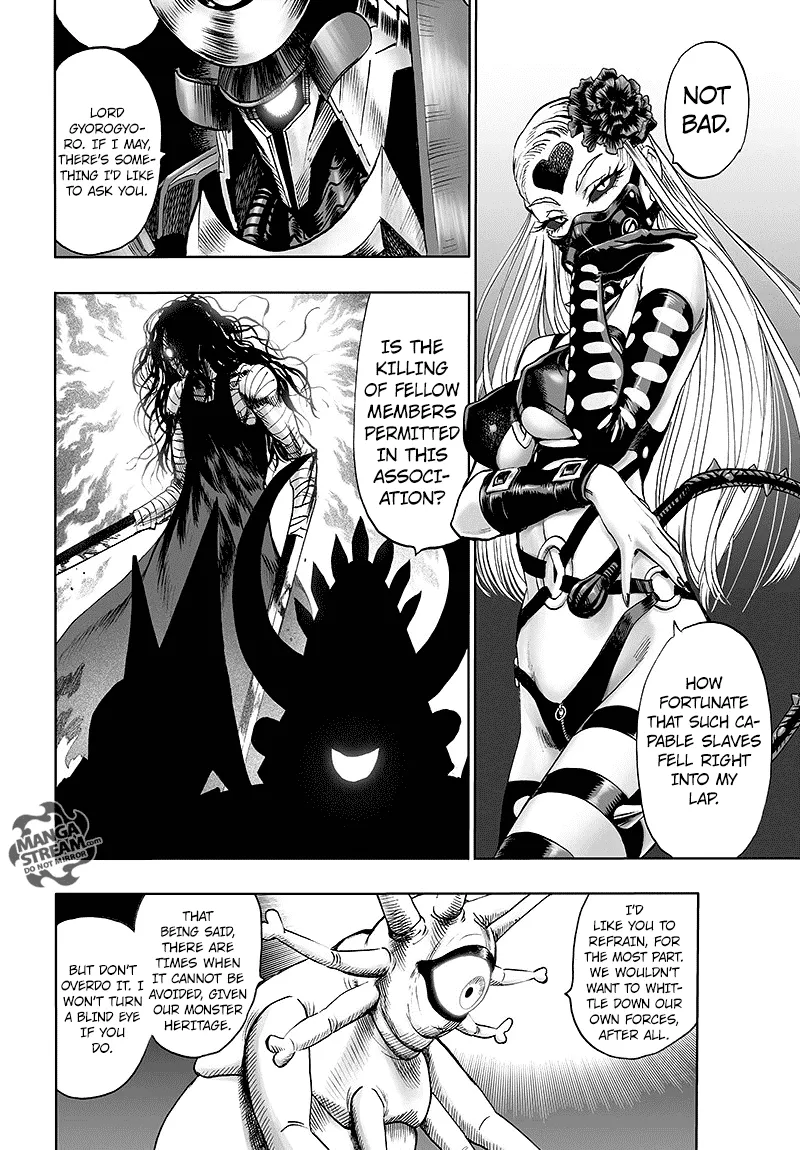 NOT
BAD.
HOW
FORTUNATE
THAT SUCH CA-
PABLE SLAVES
FELL RIGHT
INTO MY
LAP.
LORD
GYOROGYO-
RO. IF I MAY,
THERE'S SOME-
THING I'D LIKE
TO ASK YOU.
IS THE
KILLING
OF FELLOW
MEMBERS
PERMITTED
IN THIS
ASSOCI-
ATION?
MANGA
STREAM.COM
DO NOT MIRROR
I'D
LIKE YOU TO
REFRAIN, FOR
THE MOST PART.
WE WOULDN'T
WANT TO WHIT-
TLE DOWN OUR
OWN FORCES,
AFTER ALL.
THAT
BEING SAID,
THERE ARE
TIMES WHEN
IT CANNOT BE
AVOIDED, GIVEN
OUR MONSTER
HERITAGE.
BUT DON'T
OVERDO IT. I
WON'T TURN
A BLIND EYE
IF YOU
DO.